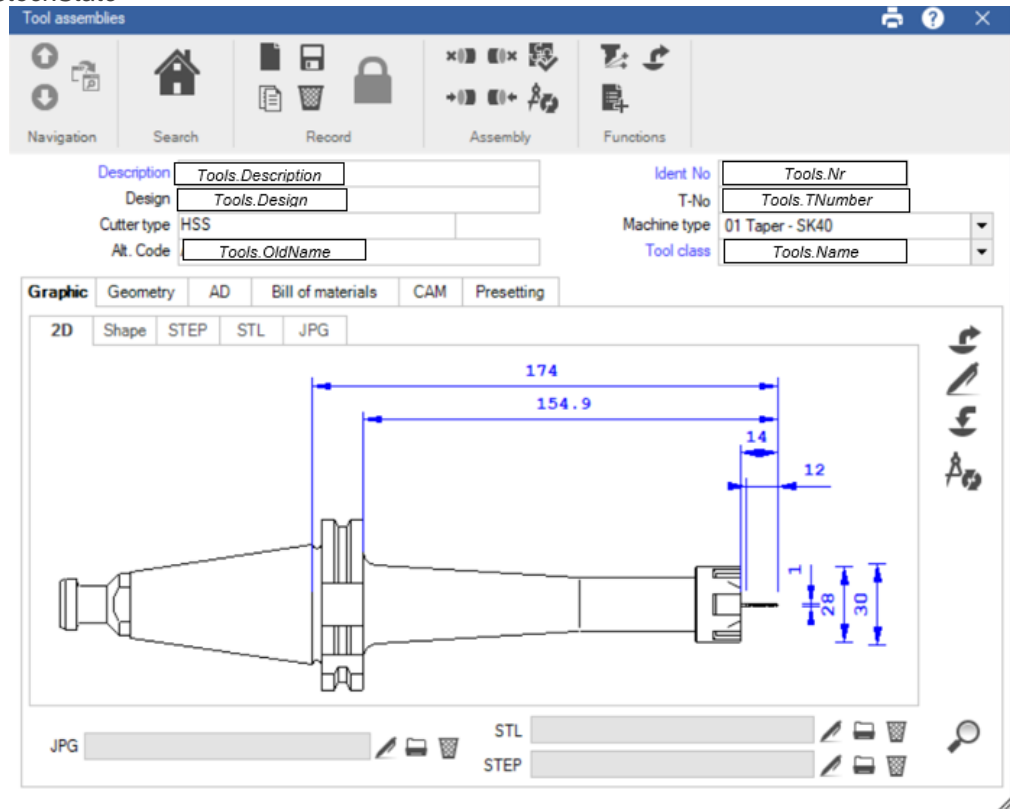 Tool assemblies
Navigation Search Record Assembly Functions
Description Tools.Description Ident No Tools.Nr
Design Tools.Design T-No Tools.TNumber
Cutter type HSS Machine type 01 Taper - SK40
Alt. Code Tools.OldName Tool class Tools.Name
Graphic Geometry AD Bill of materials CAM Presetting
2D Shape STEP STL JPG
174
154.9
14
12
1
28
30
JPG STL
STEP